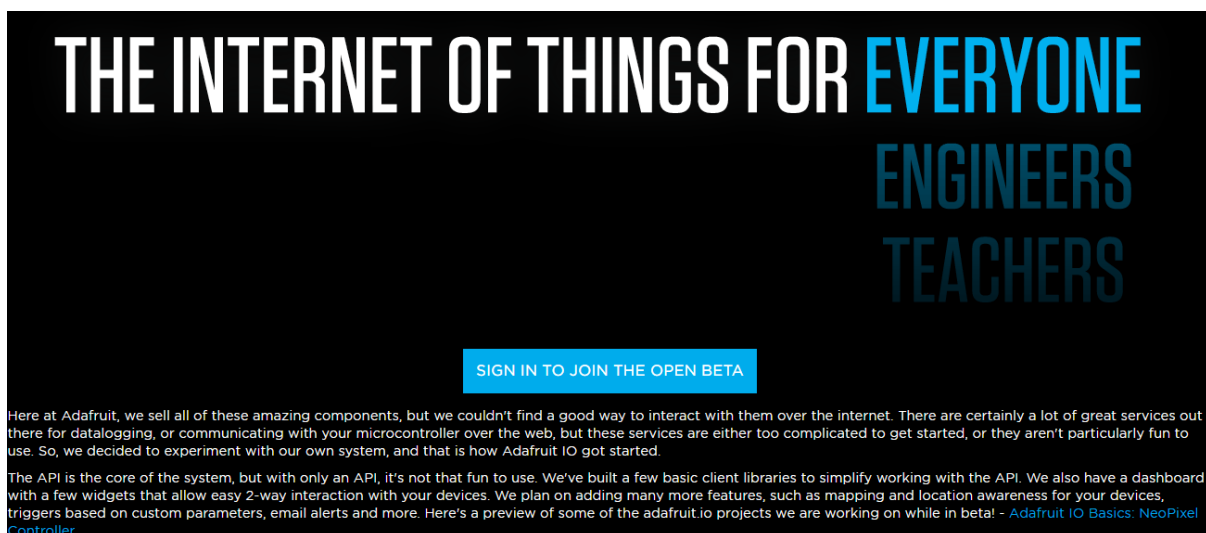 THE INTERNET OF THINGS FOR EVERYONE
ENGINEERS
TEACHERS
SIGN IN TO JOIN THE OPEN BETA
Here at Adafruit, we sell all of these amazing components, but we couldn't find a good way to interact with them over the internet. There are certainly a lot of great services out
there for datalogging, or communicating with your microcontroller over the web, but these services are either too complicated to get started, or they aren't particularly fun to
use. So, we decided to experiment with our own system, and that is how Adafruit IO got started.
The API is the core of the system, but with only an API, it's not that fun to use. We've built a few basic client libraries to simplify working with the API. We also have a dashboard
with a few widgets that allow easy 2-way interaction with your devices. We plan on adding many more features, such as mapping and location awareness for your devices,
triggers based on custom parameters, email alerts and more. Here's a preview of some of the adafruit.io projects we are working on while in beta! - Adafruit IO Basics: NeoPixel
Controller